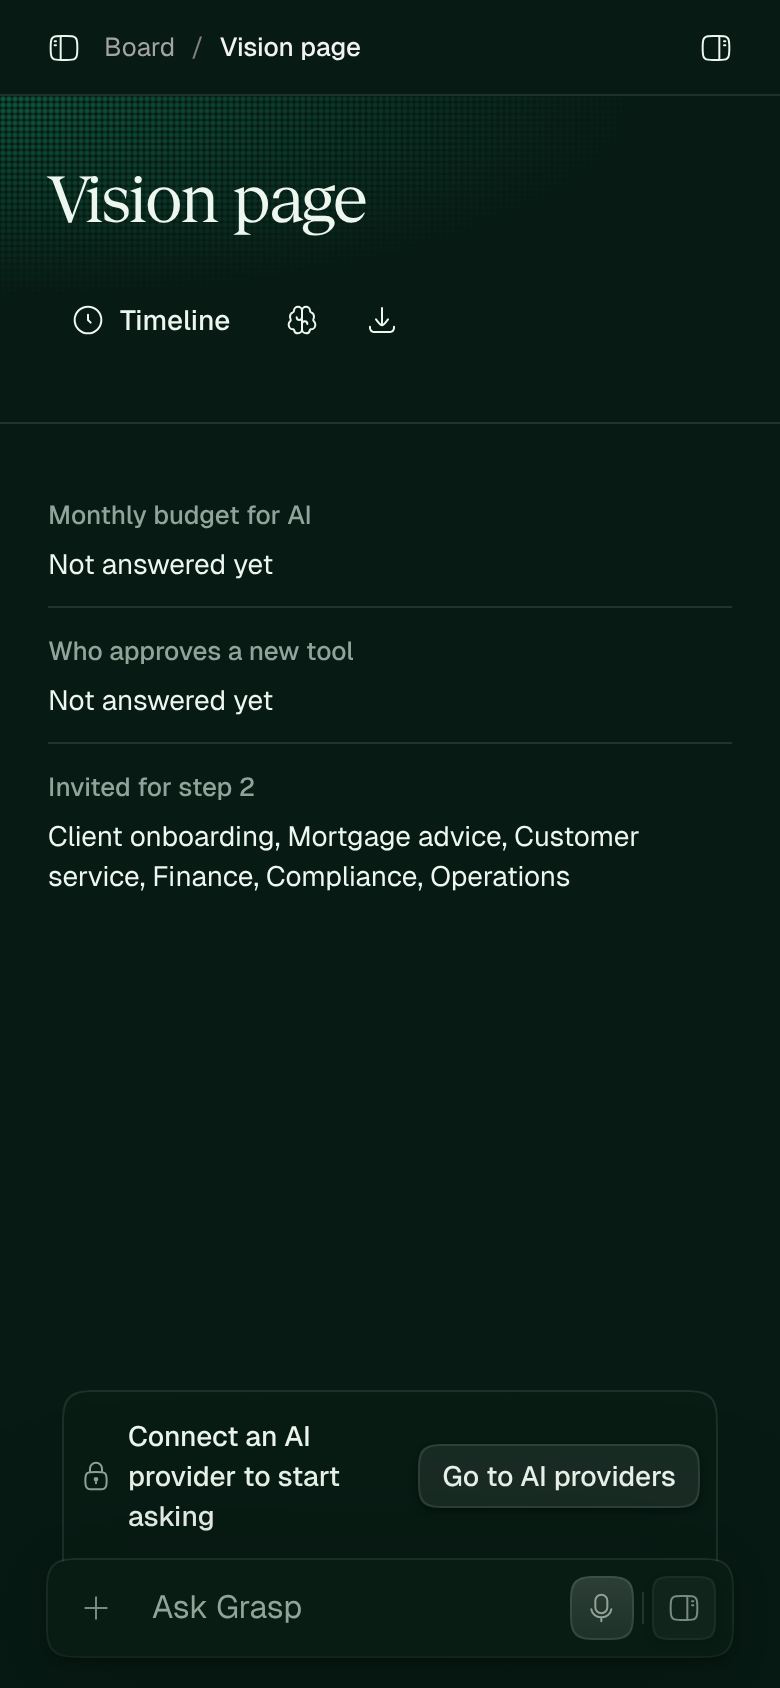 Board / Vision page
Vision page
Timeline
Monthly budget for AI
Not answered yet
Who approves a new tool
Not answered yet
Invited for step 2
Client onboarding, Mortgage advice, Customer
service, Finance, Compliance, Operations
Connect an AI
provider to start
asking
Go to AI providers
Ask Grasp